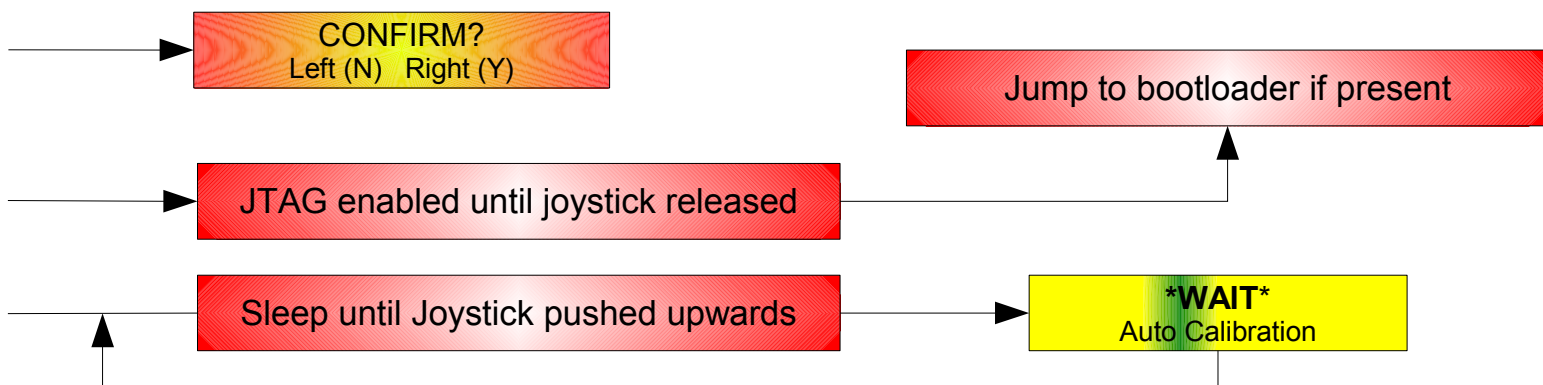 CONFIRM?
Left (N) Right (Y)
Jump to bootloader if present
JTAG enabled until joystick released
Sleep until Joystick pushed upwards
*WAIT*
Auto Calibration